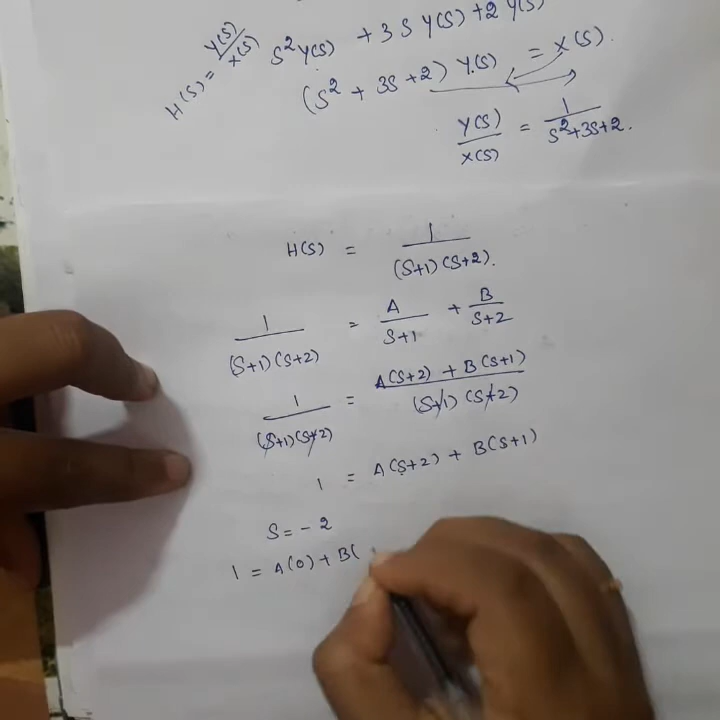 H(S) = Y(S)/X(S)
S²Y(S) + 3S Y(S) + 2 Y(S)
(S² + 3S + 2) Y(S) = X(S).
Y(S)/X(S) = 1/S²+3S+2.
H(S) = 1/(S+1)(S+2).
1/(S+1)(S+2) = A/S+1 + B/S+2
1/(S+1)(S+2) = A(S+2) + B(S+1)/(S+1)(S+2)
1 = A(S+2) + B(S+1)
S = -2
1 = A(0) + B(